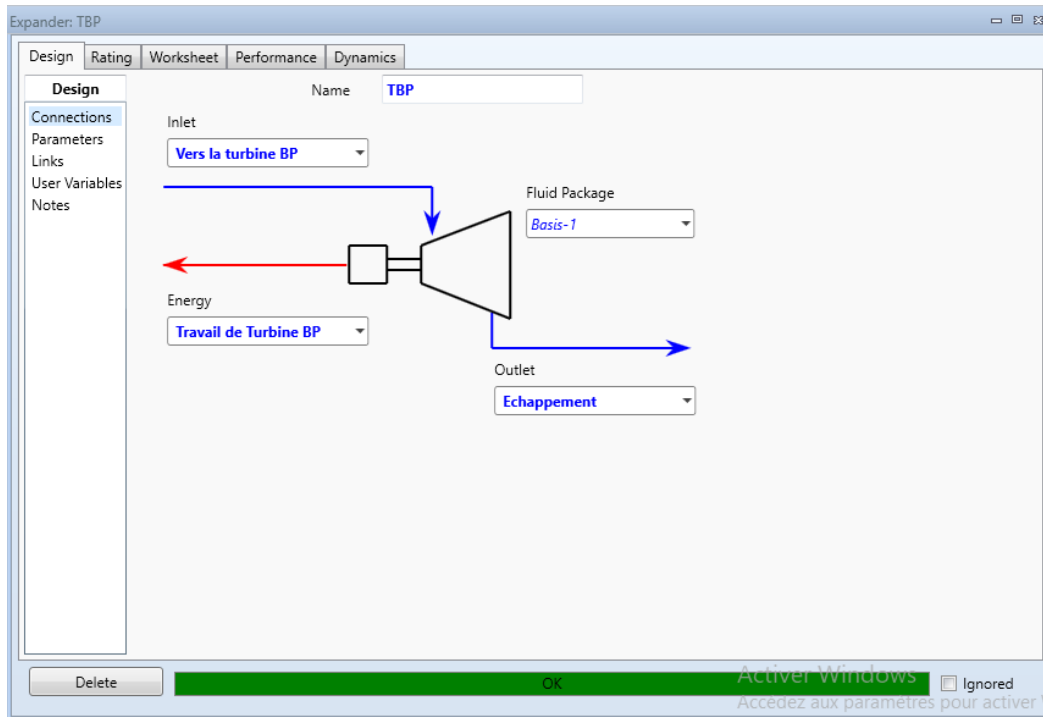 Expander: TBP
Design Rating Worksheet Performance Dynamics
Design
Connections
Parameters
Links
User Variables
Notes
Name TBP
Inlet
Vers la turbine BP
Fluid Package
Basis-1
Energy
Travail de Turbine BP
Outlet
Echappement
Delete
OK
Ignored
Activer Windows
Accédez aux paramètres pour activer